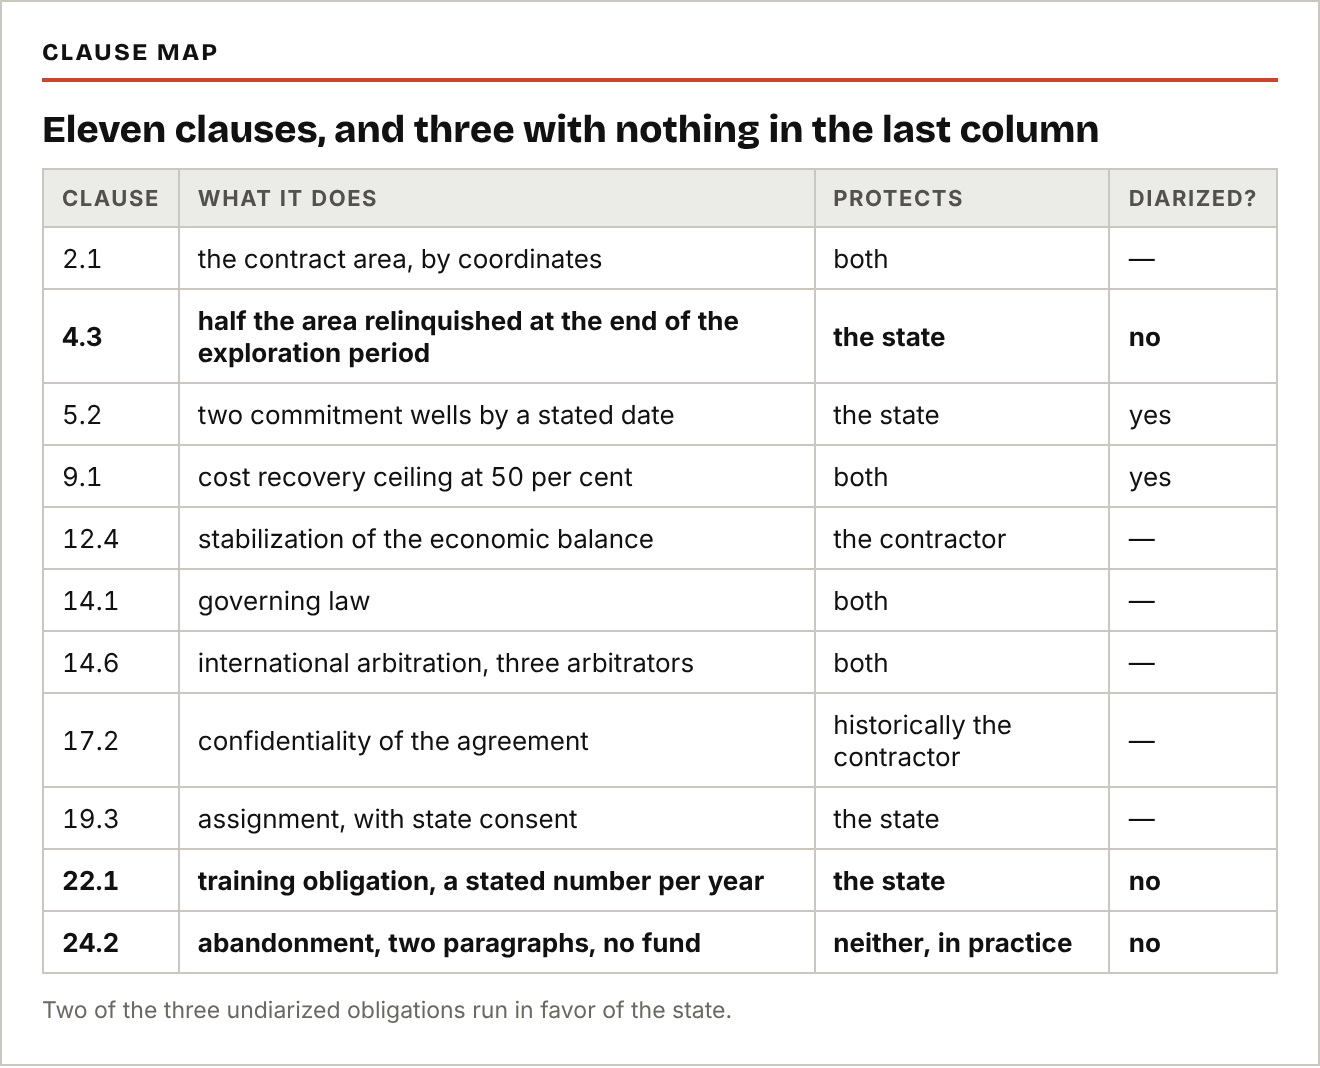 CLAUSE MAP
Eleven clauses, and three with nothing in the last column
CLAUSE WHAT IT DOES PROTECTS DIARIZED?
2.1 the contract area, by coordinates both —
4.3 half the area relinquished at the end of the
exploration period the state no
5.2 two commitment wells by a stated date the state yes
9.1 cost recovery ceiling at 50 per cent both yes
12.4 stabilization of the economic balance the contractor —
14.1 governing law both —
14.6 international arbitration, three arbitrators both —
17.2 confidentiality of the agreement historically the
contractor —
19.3 assignment, with state consent the state —
22.1 training obligation, a stated number per year the state no
24.2 abandonment, two paragraphs, no fund neither, in practice no
Two of the three undiarized obligations run in favor of the state.